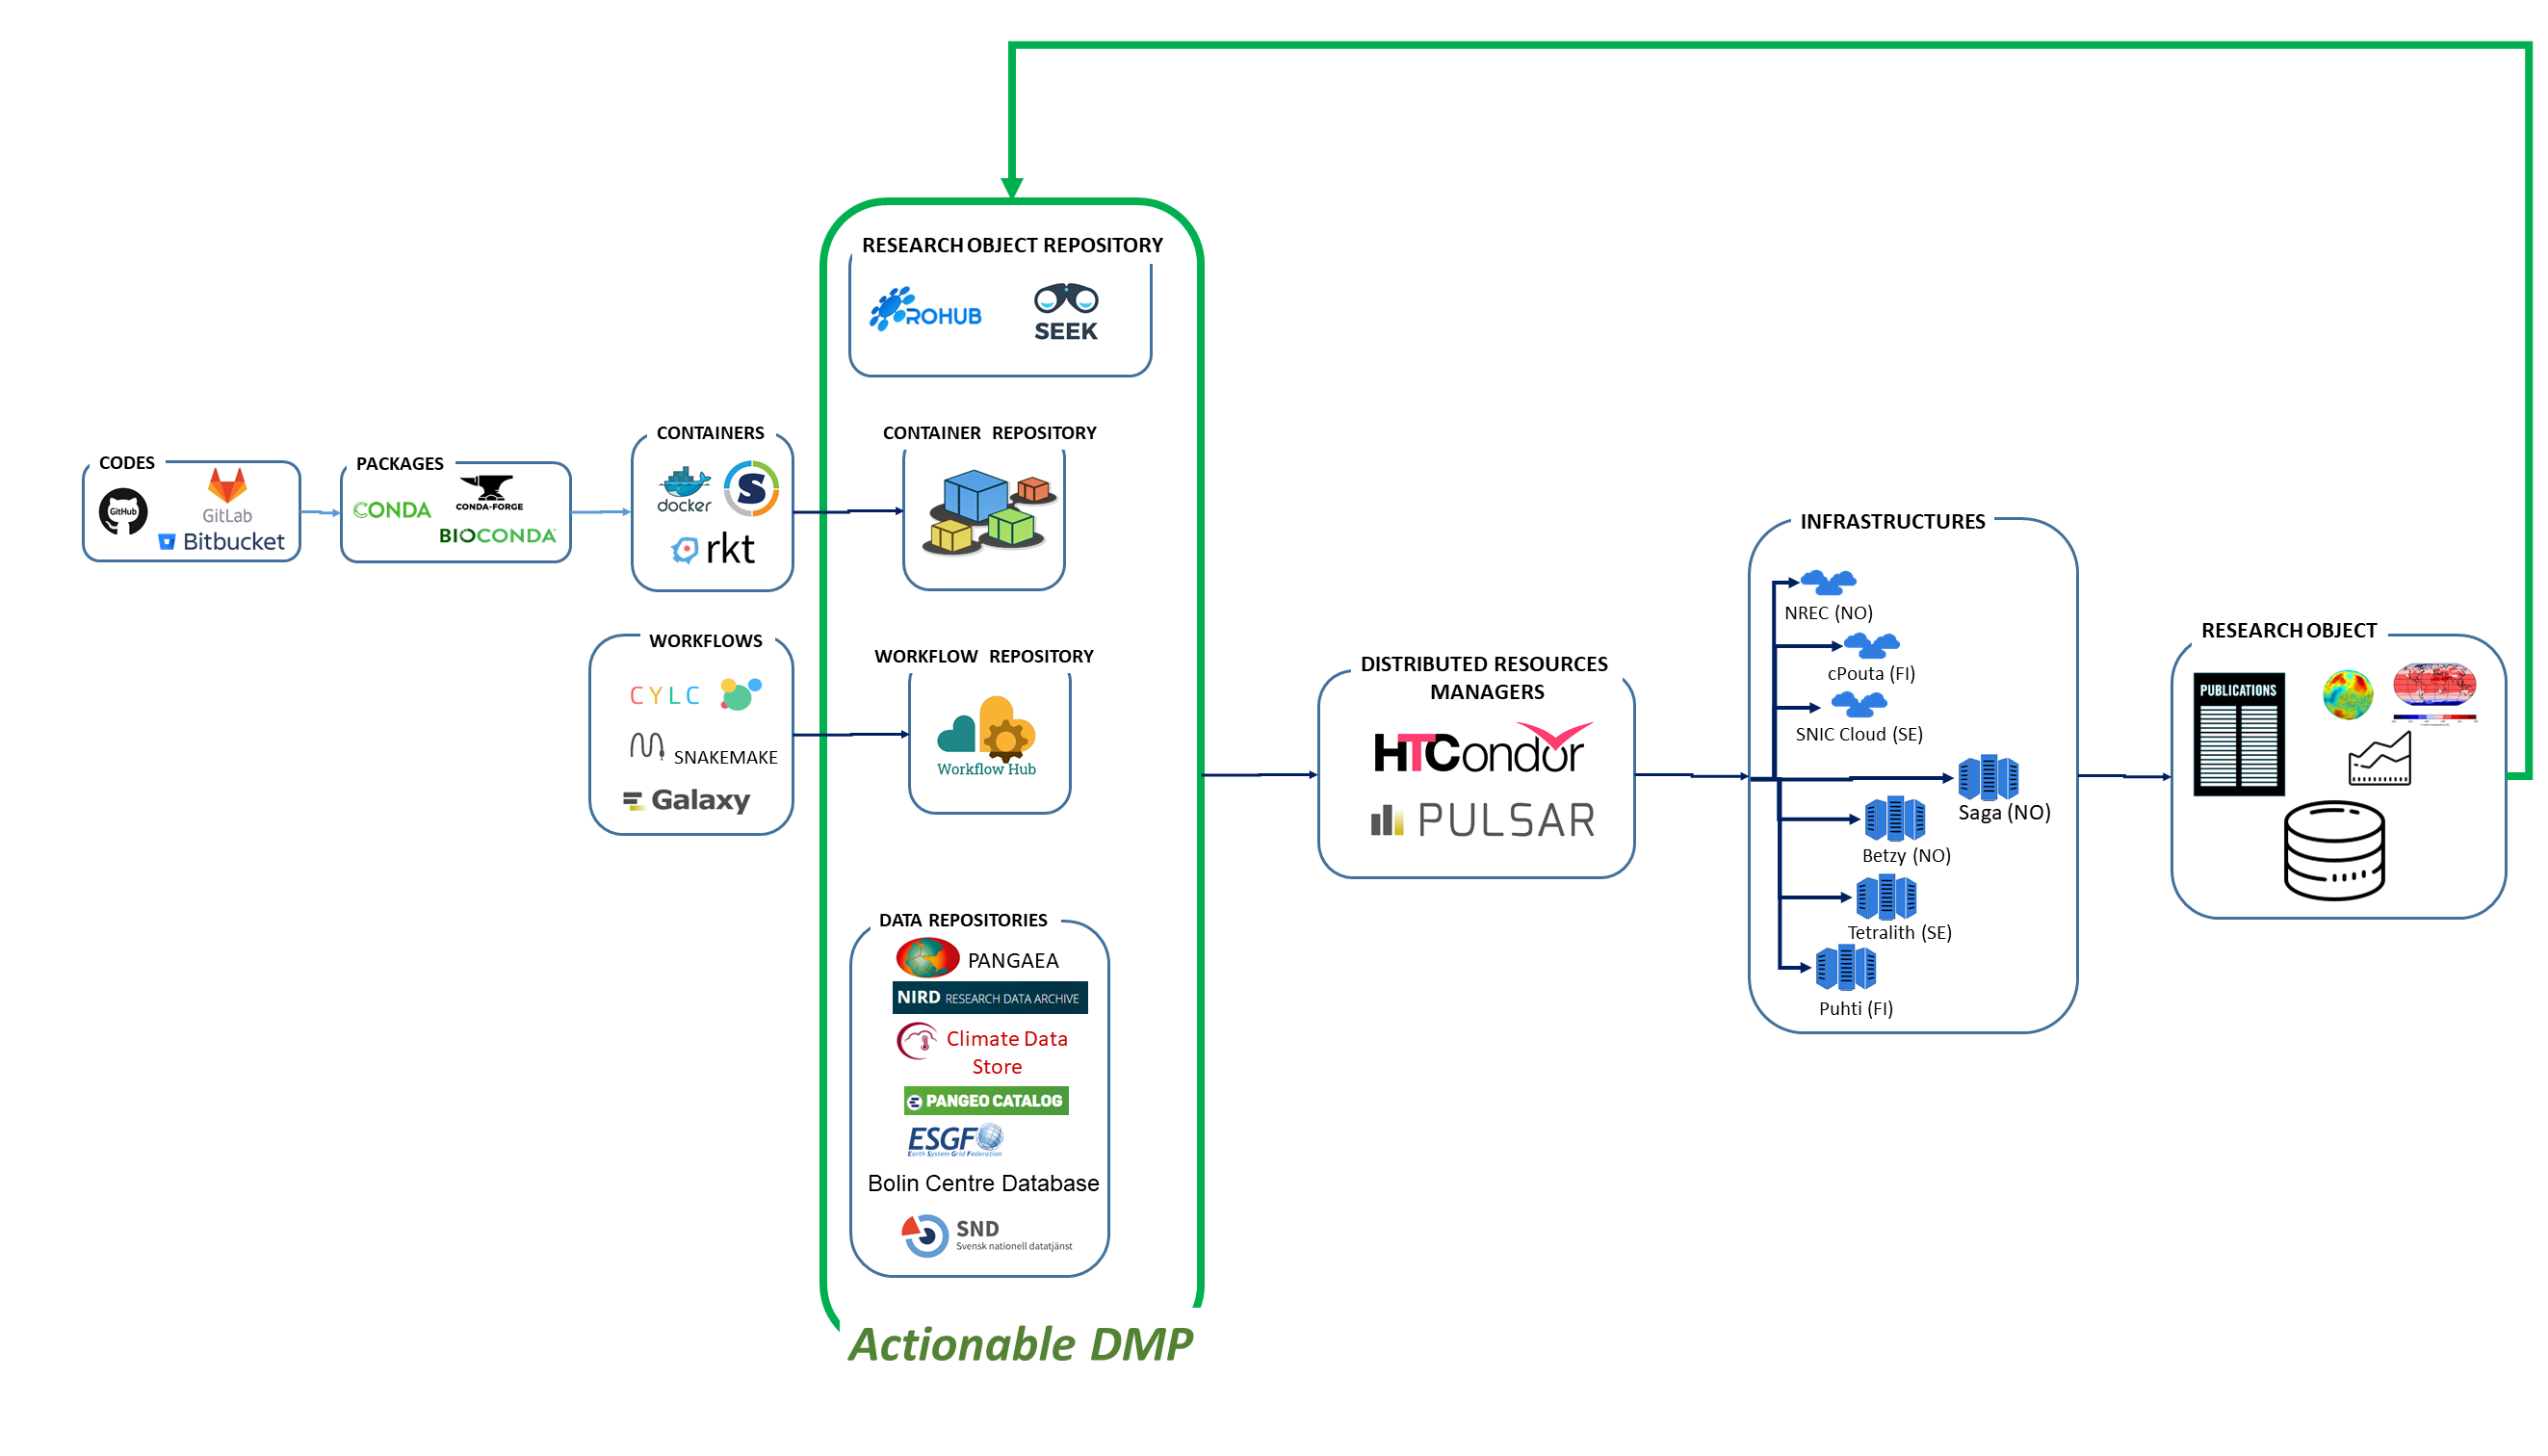 RESEARCH OBJECT REPOSITORY
ROHUB
SEEK
CODES
GitHub
GitLab
Bitbucket
PACKAGES
CONDA
CONDA-FORGE
BIOCONDA
CONTAINERS
docker
S
rkt
CONTAINER REPOSITORY
WORKFLOWS
CYLC
SNAKEMAKE
Galaxy
WORKFLOW REPOSITORY
Workflow Hub
DATA REPOSITORIES
PANGAEA
NIRD RESEARCH DATA ARCHIVE
Climate Data
Store
PANGEO CATALOG
ESGF
Earth System Grid Federation
Bolin Centre Database
SND
Svensk nationell datatjänst
Actionable DMP
DISTRIBUTED RESOURCES
MANAGERS
HTCondor
PULSAR
INFRASTRUCTURES
NREC (NO)
cPouta (FI)
SNIC Cloud (SE)
Saga (NO)
Betzy (NO)
Tetralith (SE)
Puhti (FI)
RESEARCH OBJECT
PUBLICATIONS